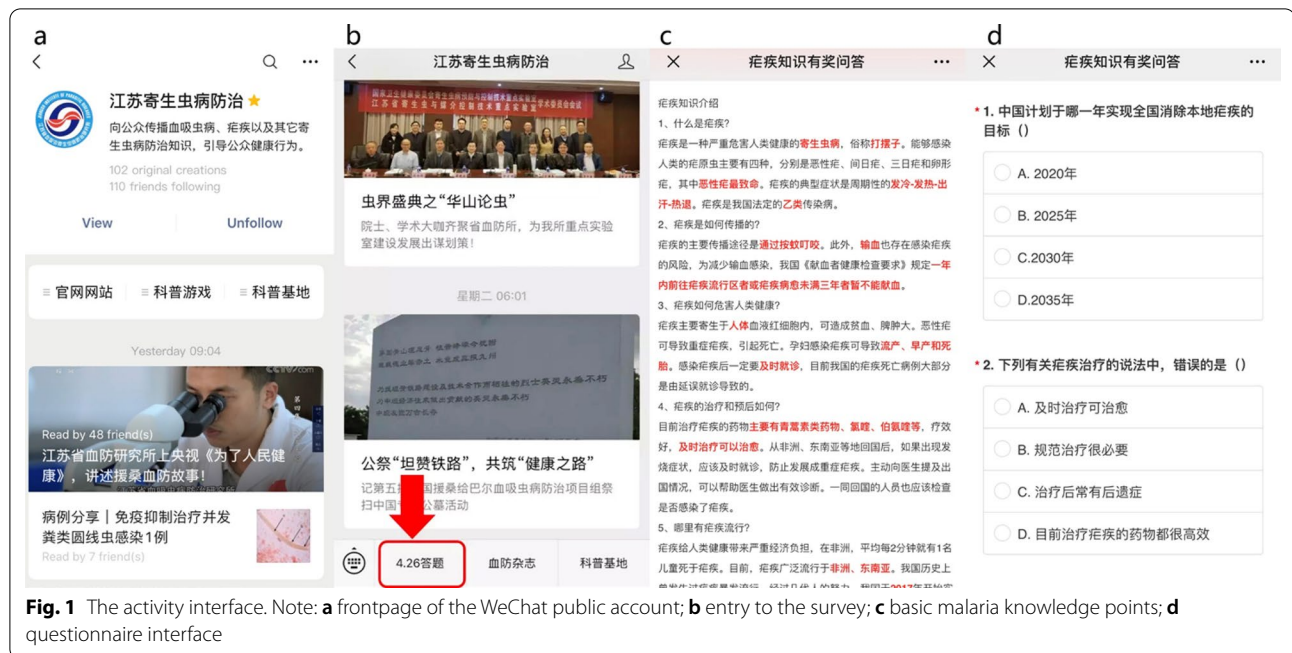 a
江苏寄生虫病防治
向公众传播血吸虫病、疟疾以及其它寄
生虫病防治知识，引导公众健康行为。
102 original creations
110 friends following
View
Unfollow
官网网站
科普游戏
科普基地
Yesterday 09:04
CCTV.com
Read by 48 friend(s)
江苏省血防研究所上央视《为了人民健
康》，讲述援桑血防故事！
病例分享｜免疫抑制治疗并发
粪类圆线虫感染1例
Read by 7 friend(s)
b
江苏寄生虫病防治
虫界盛典之“华山论虫”
院士、学术大咖齐聚省血防所，为我所重点实验
室建设发展出谋划策！
星期二 06:01
公祭“坦赞铁路”，共筑“健康之路”
记第五
国援桑给巴尔血吸虫病防治项目组祭
扫中国
公墓活动
4.26答题
血防杂志
科普基地
c
疟疾知识有奖问答
疟疾知识介绍
1、什么是疟疾?
疟疾是一种严重危害人类健康的寄生虫病，俗称打摆子。能够感染
人类的疟原虫主要有四种，分别是恶性疟、间日疟、三日疟和卵形
疟，其中恶性疟最致命。疟疾的典型症状是周期性的发冷-发热-出
汗-热退。疟疾是我国法定的乙类传染病。
2、疟疾是如何传播的?
疟疾的主要传播途径是通过按蚊叮咬。此外，输血也存在感染疟疾
的风险，为减少输血感染，我国《献血者健康检查要求》规定一年
内前往疟疾流行区者或疟疾病愈未满三年者暂不能献血。
3、疟疾如何危害人类健康?
疟疾主要寄生于人体血液红细胞内，可造成贫血、脾肿大。恶性疟
可导致重症疟疾，引起死亡。孕妇感染疟疾可导致流产、早产和死
胎。感染疟疾后一定要及时就诊，目前我国的疟疾死亡病例大部分
是由延误就诊导致的。
4、疟疾的治疗和预后如何?
目前治疗疟疾的药物主要有青蒿素类药物、氯喹、伯氨喹等，疗效
好，及时治疗可以治愈。从非洲、东南亚等地回国后，如果出现发
烧症状，应该及时就诊，防止发展成重症疟疾。主动向医生提及出
国情况，可以帮助医生做出有效诊断。一同回国的人员也应该检查
是否感染了疟疾。
5、哪里有疟疾流行?
疟疾给人类健康带来严重经济负担，在非洲，平均每2分钟就有1名
儿童死于疟疾。目前，疟疾广泛流行于非洲、东南亚。我国历史上
d
疟疾知识有奖问答
* 1. 中国计划于哪一年实现全国消除本地疟疾的
目标（）
A. 2020年
B. 2025年
C.2030年
D.2035年
* 2. 下列有关疟疾治疗的说法中，错误的是（）
A. 及时治疗可治愈
B. 规范治疗很必要
C. 治疗后常有后遗症
D. 目前治疗疟疾的药物都很高效
Fig. 1 The activity interface. Note: a frontpage of the WeChat public account; b entry to the survey; c basic malaria knowledge points; d
questionnaire interface